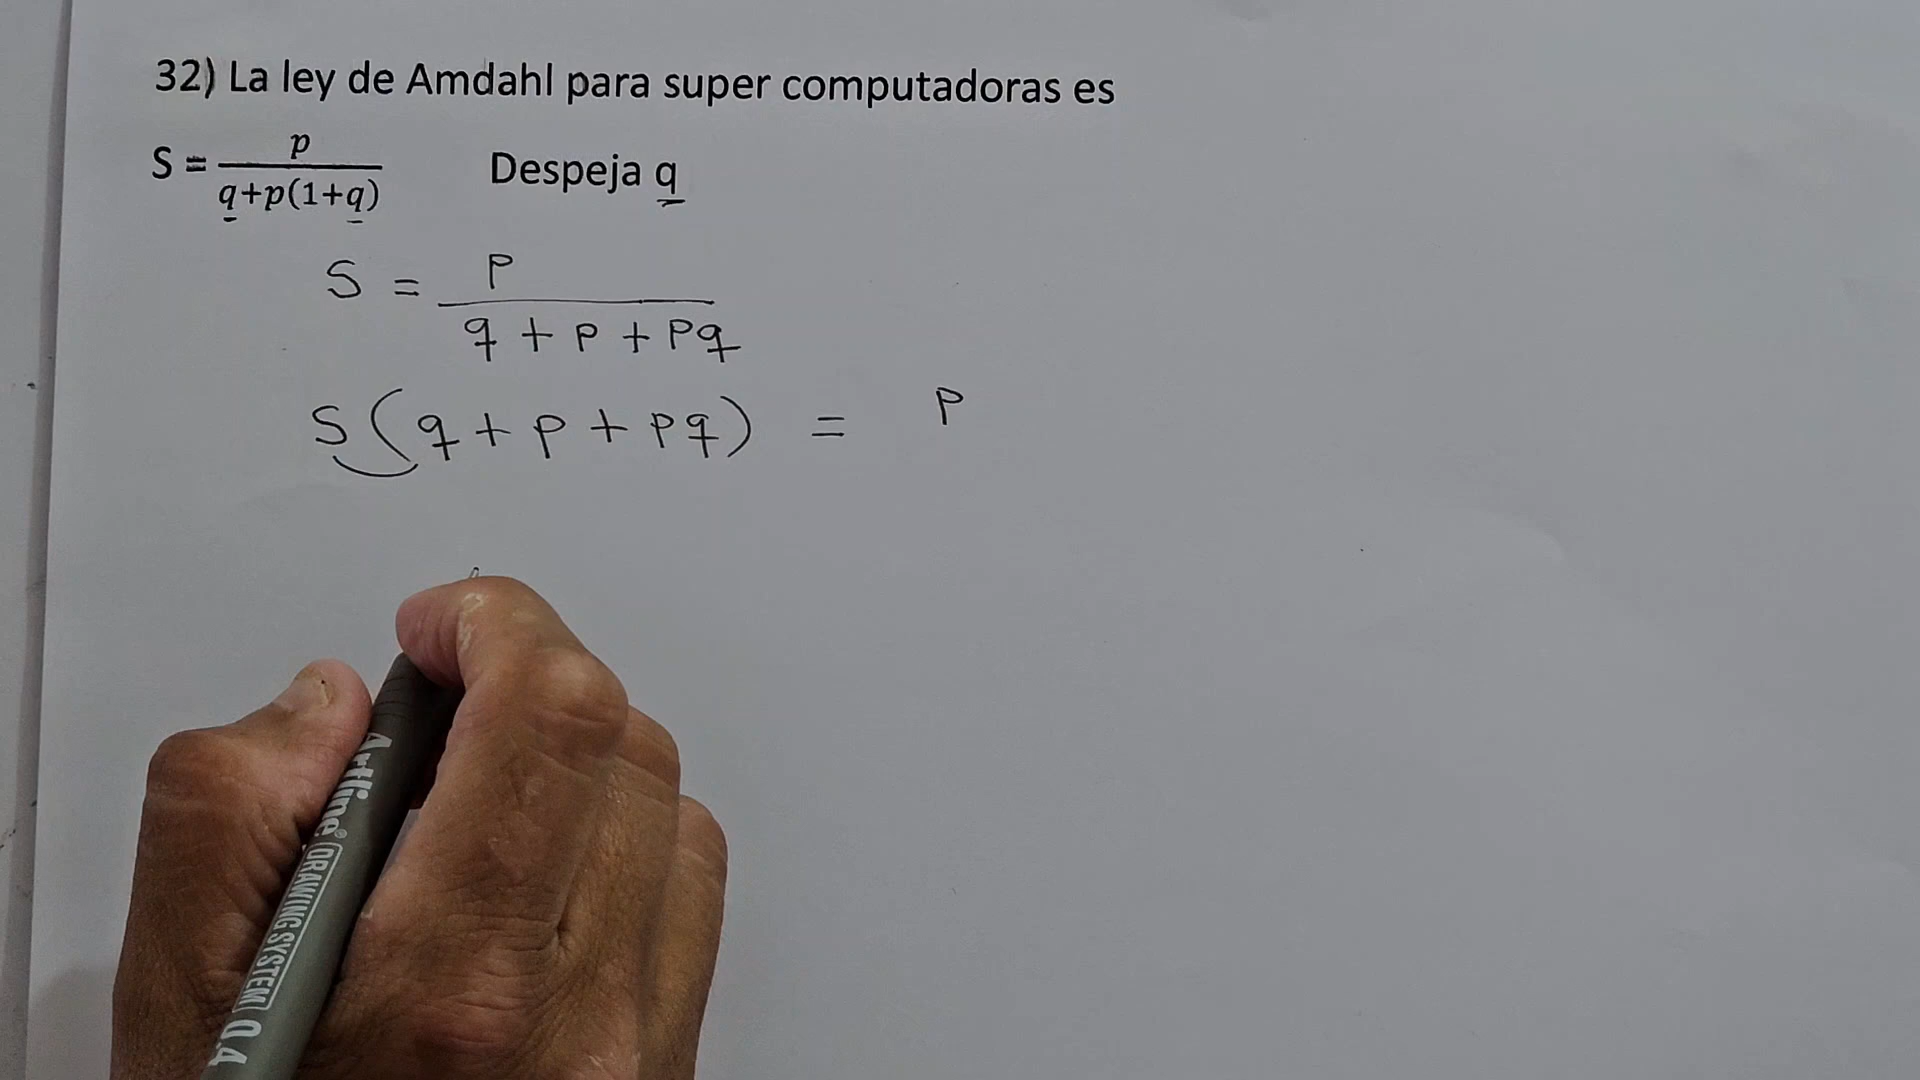 32) La ley de Amdahl para super computadoras es
S = p / q+p(1+q) Despeja q
S = P / q + p + pq
S(q + p + pq) = P
Artline® DRAWING SYSTEM 0.4